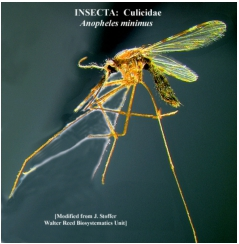 INSECTA: Culicidae
Anopheles minimus
[Modified from J. Stoffer
Walter Reed Biosystematics Unit]